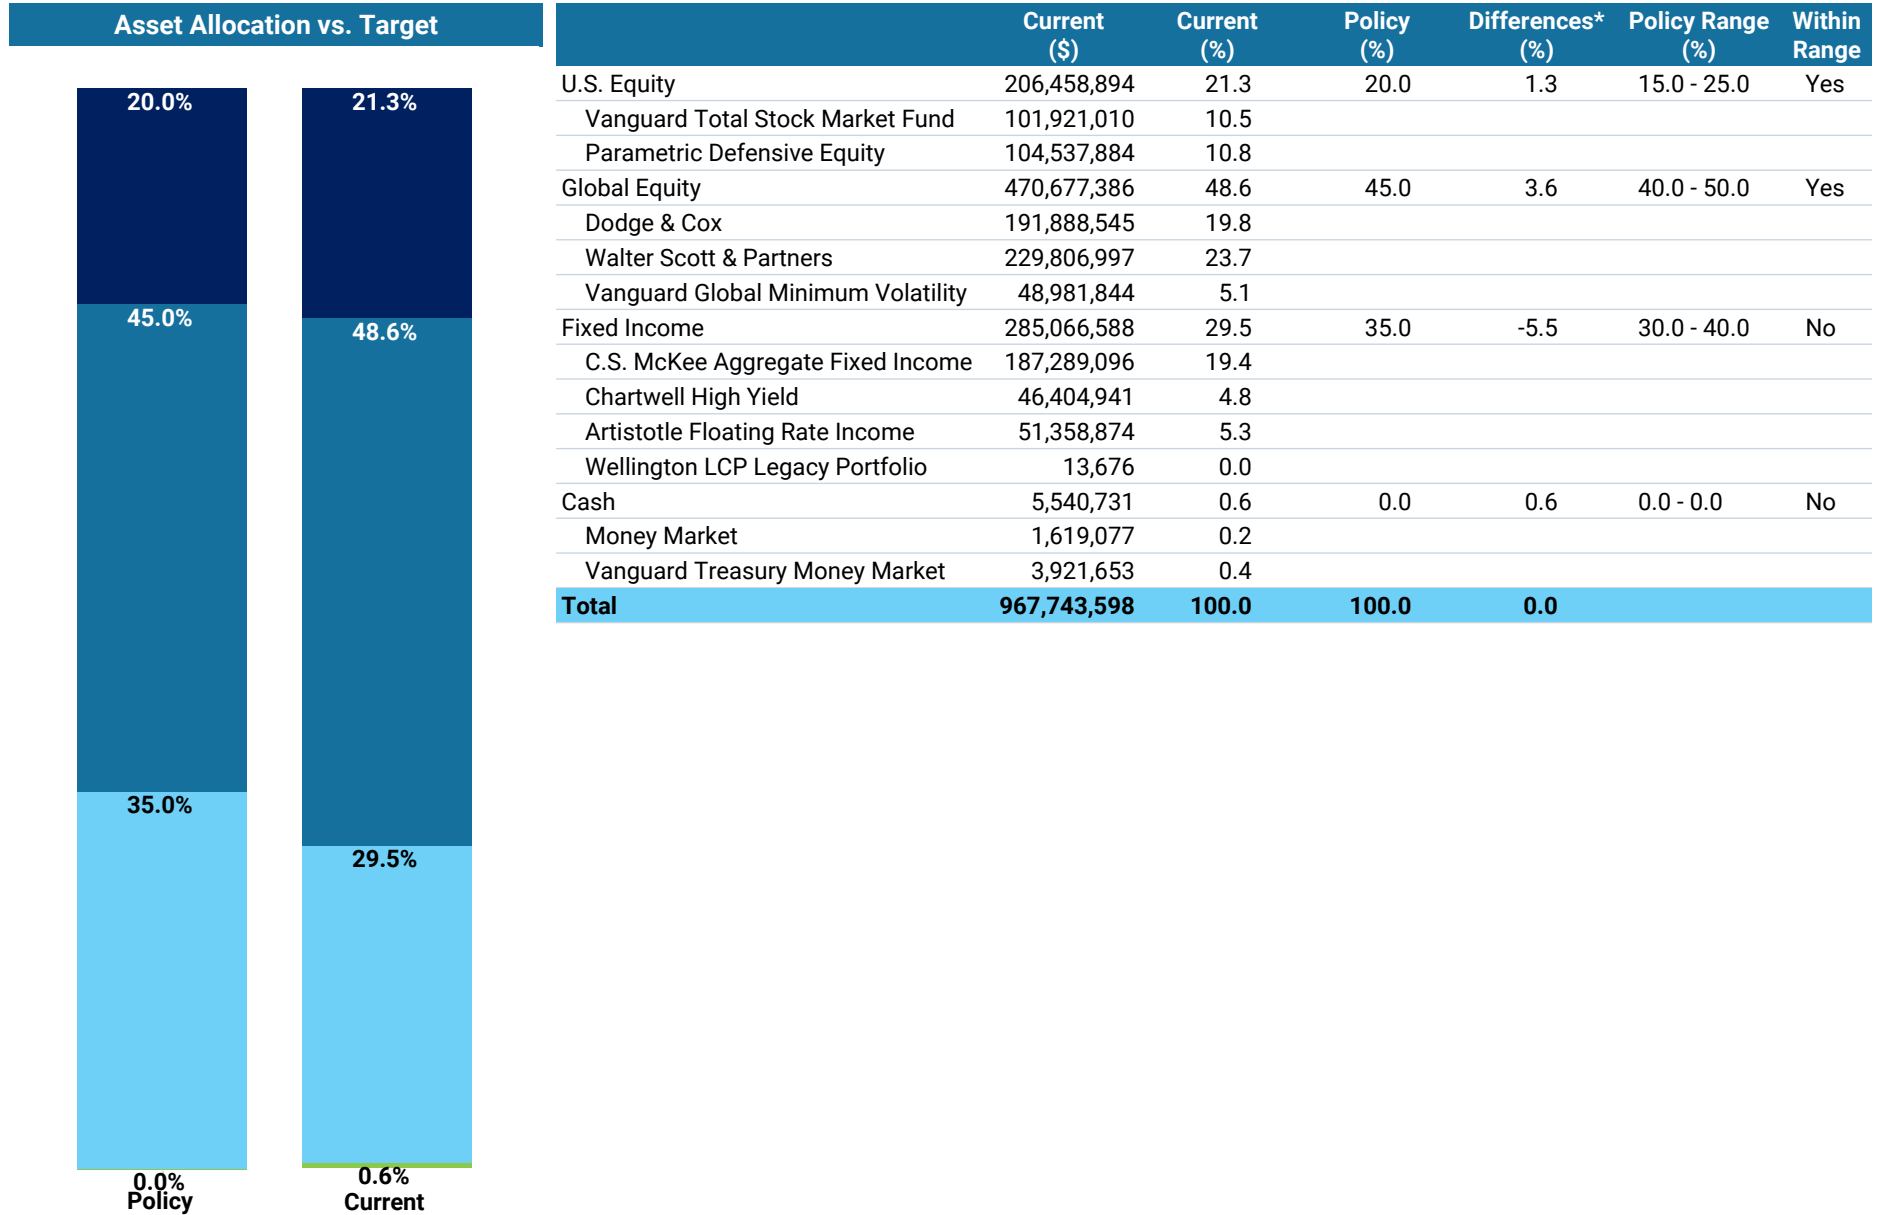 Asset Allocation vs. Target
20.0%
45.0%
35.0%
0.0%
Policy
21.3%
48.6%
29.5%
0.6%
Current
Current ($) Current (%) Policy (%) Differences* (%) Policy Range (%) Within Range
U.S. Equity 206,458,894 21.3 20.0 1.3 15.0 - 25.0 Yes
Vanguard Total Stock Market Fund 101,921,010 10.5
Parametric Defensive Equity 104,537,884 10.8
Global Equity 470,677,386 48.6 45.0 3.6 40.0 - 50.0 Yes
Dodge & Cox 191,888,545 19.8
Walter Scott & Partners 229,806,997 23.7
Vanguard Global Minimum Volatility 48,981,844 5.1
Fixed Income 285,066,588 29.5 35.0 -5.5 30.0 - 40.0 No
C.S. McKee Aggregate Fixed Income 187,289,096 19.4
Chartwell High Yield 46,404,941 4.8
Artistotle Floating Rate Income 51,358,874 5.3
Wellington LCP Legacy Portfolio 13,676 0.0
Cash 5,540,731 0.6 0.0 0.6 0.0 - 0.0 No
Money Market 1,619,077 0.2
Vanguard Treasury Money Market 3,921,653 0.4
Total 967,743,598 100.0 100.0 0.0